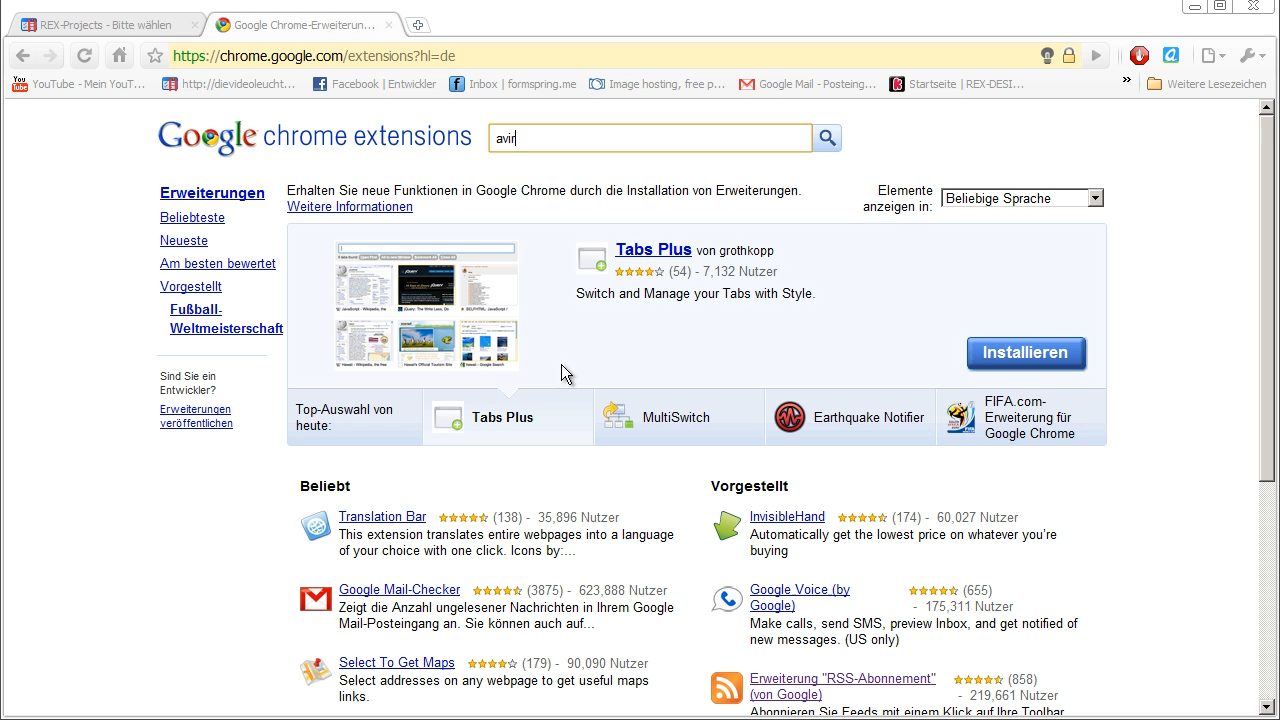 REX-Projects - Bitte wählen
Google Chrome-Erweiterun...
https://chrome.google.com/extensions?hl=de
You Tube
YouTube - Mein YouT...
http://dievideoleucht...
Facebook | Entwickler
Inbox | formspring.me
Image hosting, free p...
Google Mail - Posteing...
Startseite | REX-DESI...
»
Weitere Lesezeichen
Google chrome extensions
avir
Erweiterungen
Beliebteste
Neueste
Am besten bewertet
Vorgestellt
Fußball-
Weltmeisterschaft
Sind Sie ein
Entwickler?
Erweiterungen
veröffentlichen
Erhalten Sie neue Funktionen in Google Chrome durch die Installation von Erweiterungen.
Weitere Informationen
Elemente
anzeigen in:
Beliebige Sprache
Tabs Plus von grothkopp
7,132 Nutzer
Switch and Manage your Tabs with Style.
Installieren
Top-Auswahl von
heute:
Tabs Plus
MultiSwitch
Earthquake Notifier
FIFA.com-
Erweiterung für
Google Chrome
Beliebt
Translation Bar (138) - 35,896 Nutzer
This extension translates entire webpages into a language
of your choice with one click. Icons by:...
Google Mail-Checker (3875) - 623,888 Nutzer
Zeigt die Anzahl ungelesener Nachrichten in Ihrem Google
Mail-Posteingang an. Sie können auch auf...
Select To Get Maps (179) - 90,090 Nutzer
Select addresses on any webpage to get useful maps
links.
Vorgestellt
InvisibleHand (174) - 60,027 Nutzer
Automatically get the lowest price on whatever you're
buying
Google Voice (by (655)
Google) - 175,311 Nutzer
Make calls, send SMS, preview Inbox, and get notified of
new messages. (US only)
Erweiterung "RSS-Abonnement" (858)
(von Google) - 219,661 Nutzer
Abonnieren Sie Feeds mit einem Klick auf Ihre Toolbar.